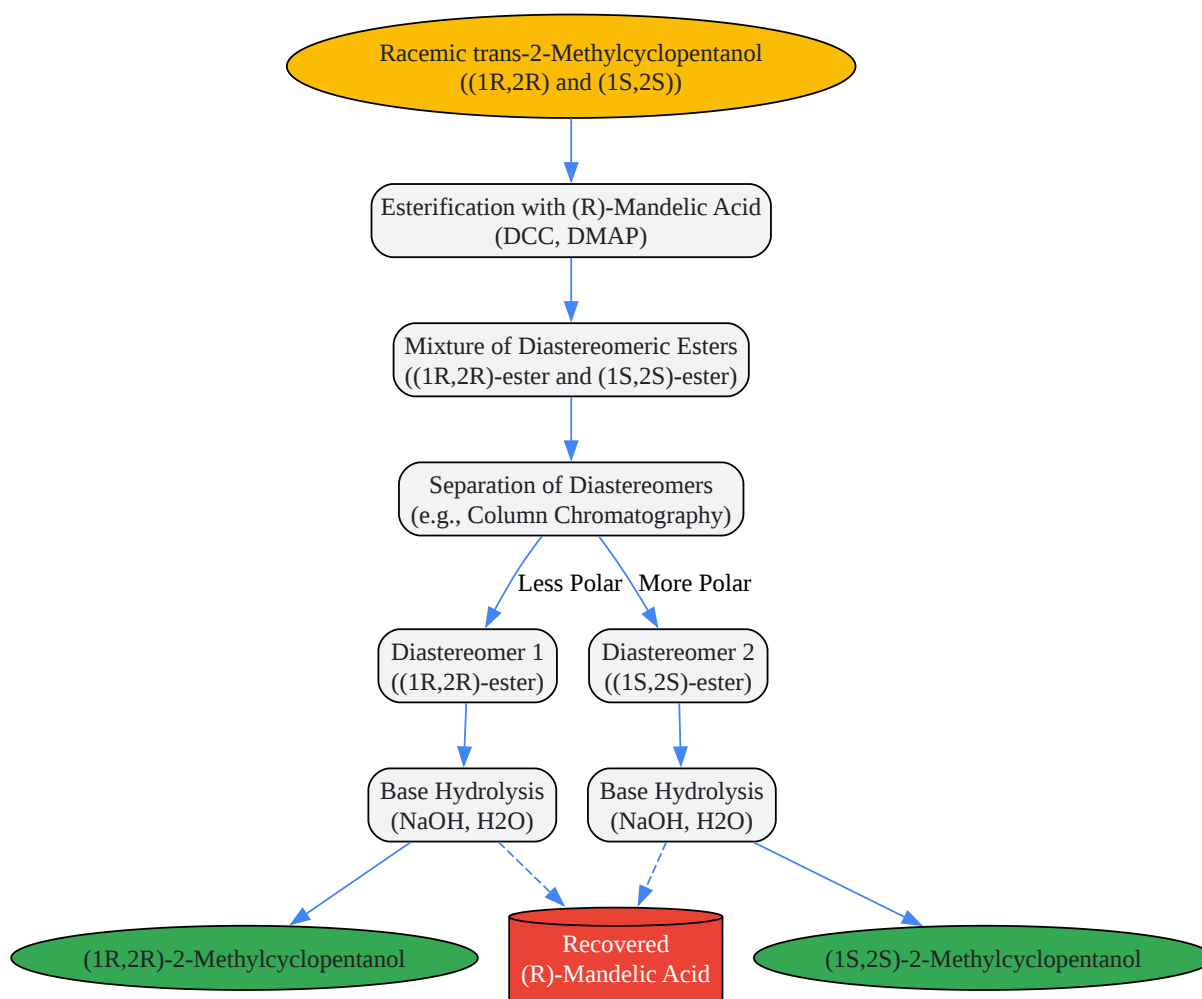 Racemic trans-2-Methylcyclopentanol
((1R,2R) and (1S,2S))
Esterification with (R)-Mandelic Acid
(DCC, DMAP)
Mixture of Diastereomeric Esters
((1R,2R)-ester and (1S,2S)-ester)
Separation of Diastereomers
(e.g., Column Chromatography)
Less Polar
More Polar
Diastereomer 1
((1R,2R)-ester)
Diastereomer 2
((1S,2S)-ester)
Base Hydrolysis
(NaOH, H2O)
Base Hydrolysis
(NaOH, H2O)
(1R,2R)-2-Methylcyclopentanol
Recovered
(R)-Mandelic Acid
(1S,2S)-2-Methylcyclopentanol